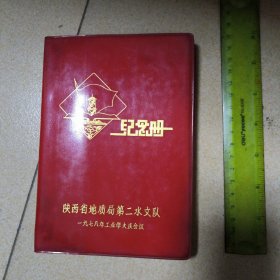 纪念册
陕西省地质局第二水文队
一九七八年工业学大庆会议